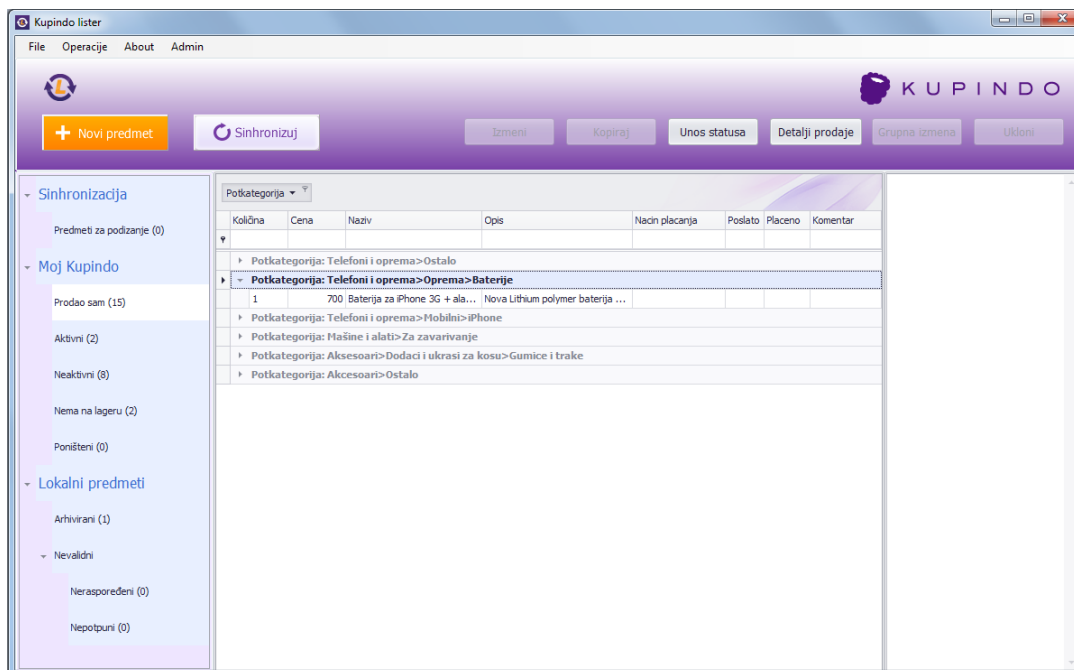 Kupindo lister
File Operacije About Admin
L
KUPINDO
Novi predmet Sinhronizuj Izmeni Kopiraj Unos statusa Detalji prodaje Grupna izmena Ukloni
Sinhronizacija
Predmeti za podizanje (0)
Moj Kupindo
Prodao sam (15)
Aktivni (2)
Neaktivni (8)
Nema na lageru (2)
Poništeni (0)
Lokalni predmeti
Arhivirani (1)
Nevalidni
Neraspoređeni (0)
Nepotpuni (0)
Potkategorija
Količina Cena Naziv Opis Nacin placanja Poslato Placeno Komentar
Potkategorija: Telefoni i oprema>Ostalo
Potkategorija: Telefoni i oprema>Oprema>Baterije
1 700 Baterija za iPhone 3G + ala... Nova Lithium polymer baterija ...
Potkategorija: Telefoni i oprema>Mobilni>iPhone
Potkategorija: Mašine i alati>Za zavarivanje
Potkategorija: Aksesoari>Dodaci i ukrasi za kosu>Gumice i trake
Potkategorija: Akcesoari>Ostalo